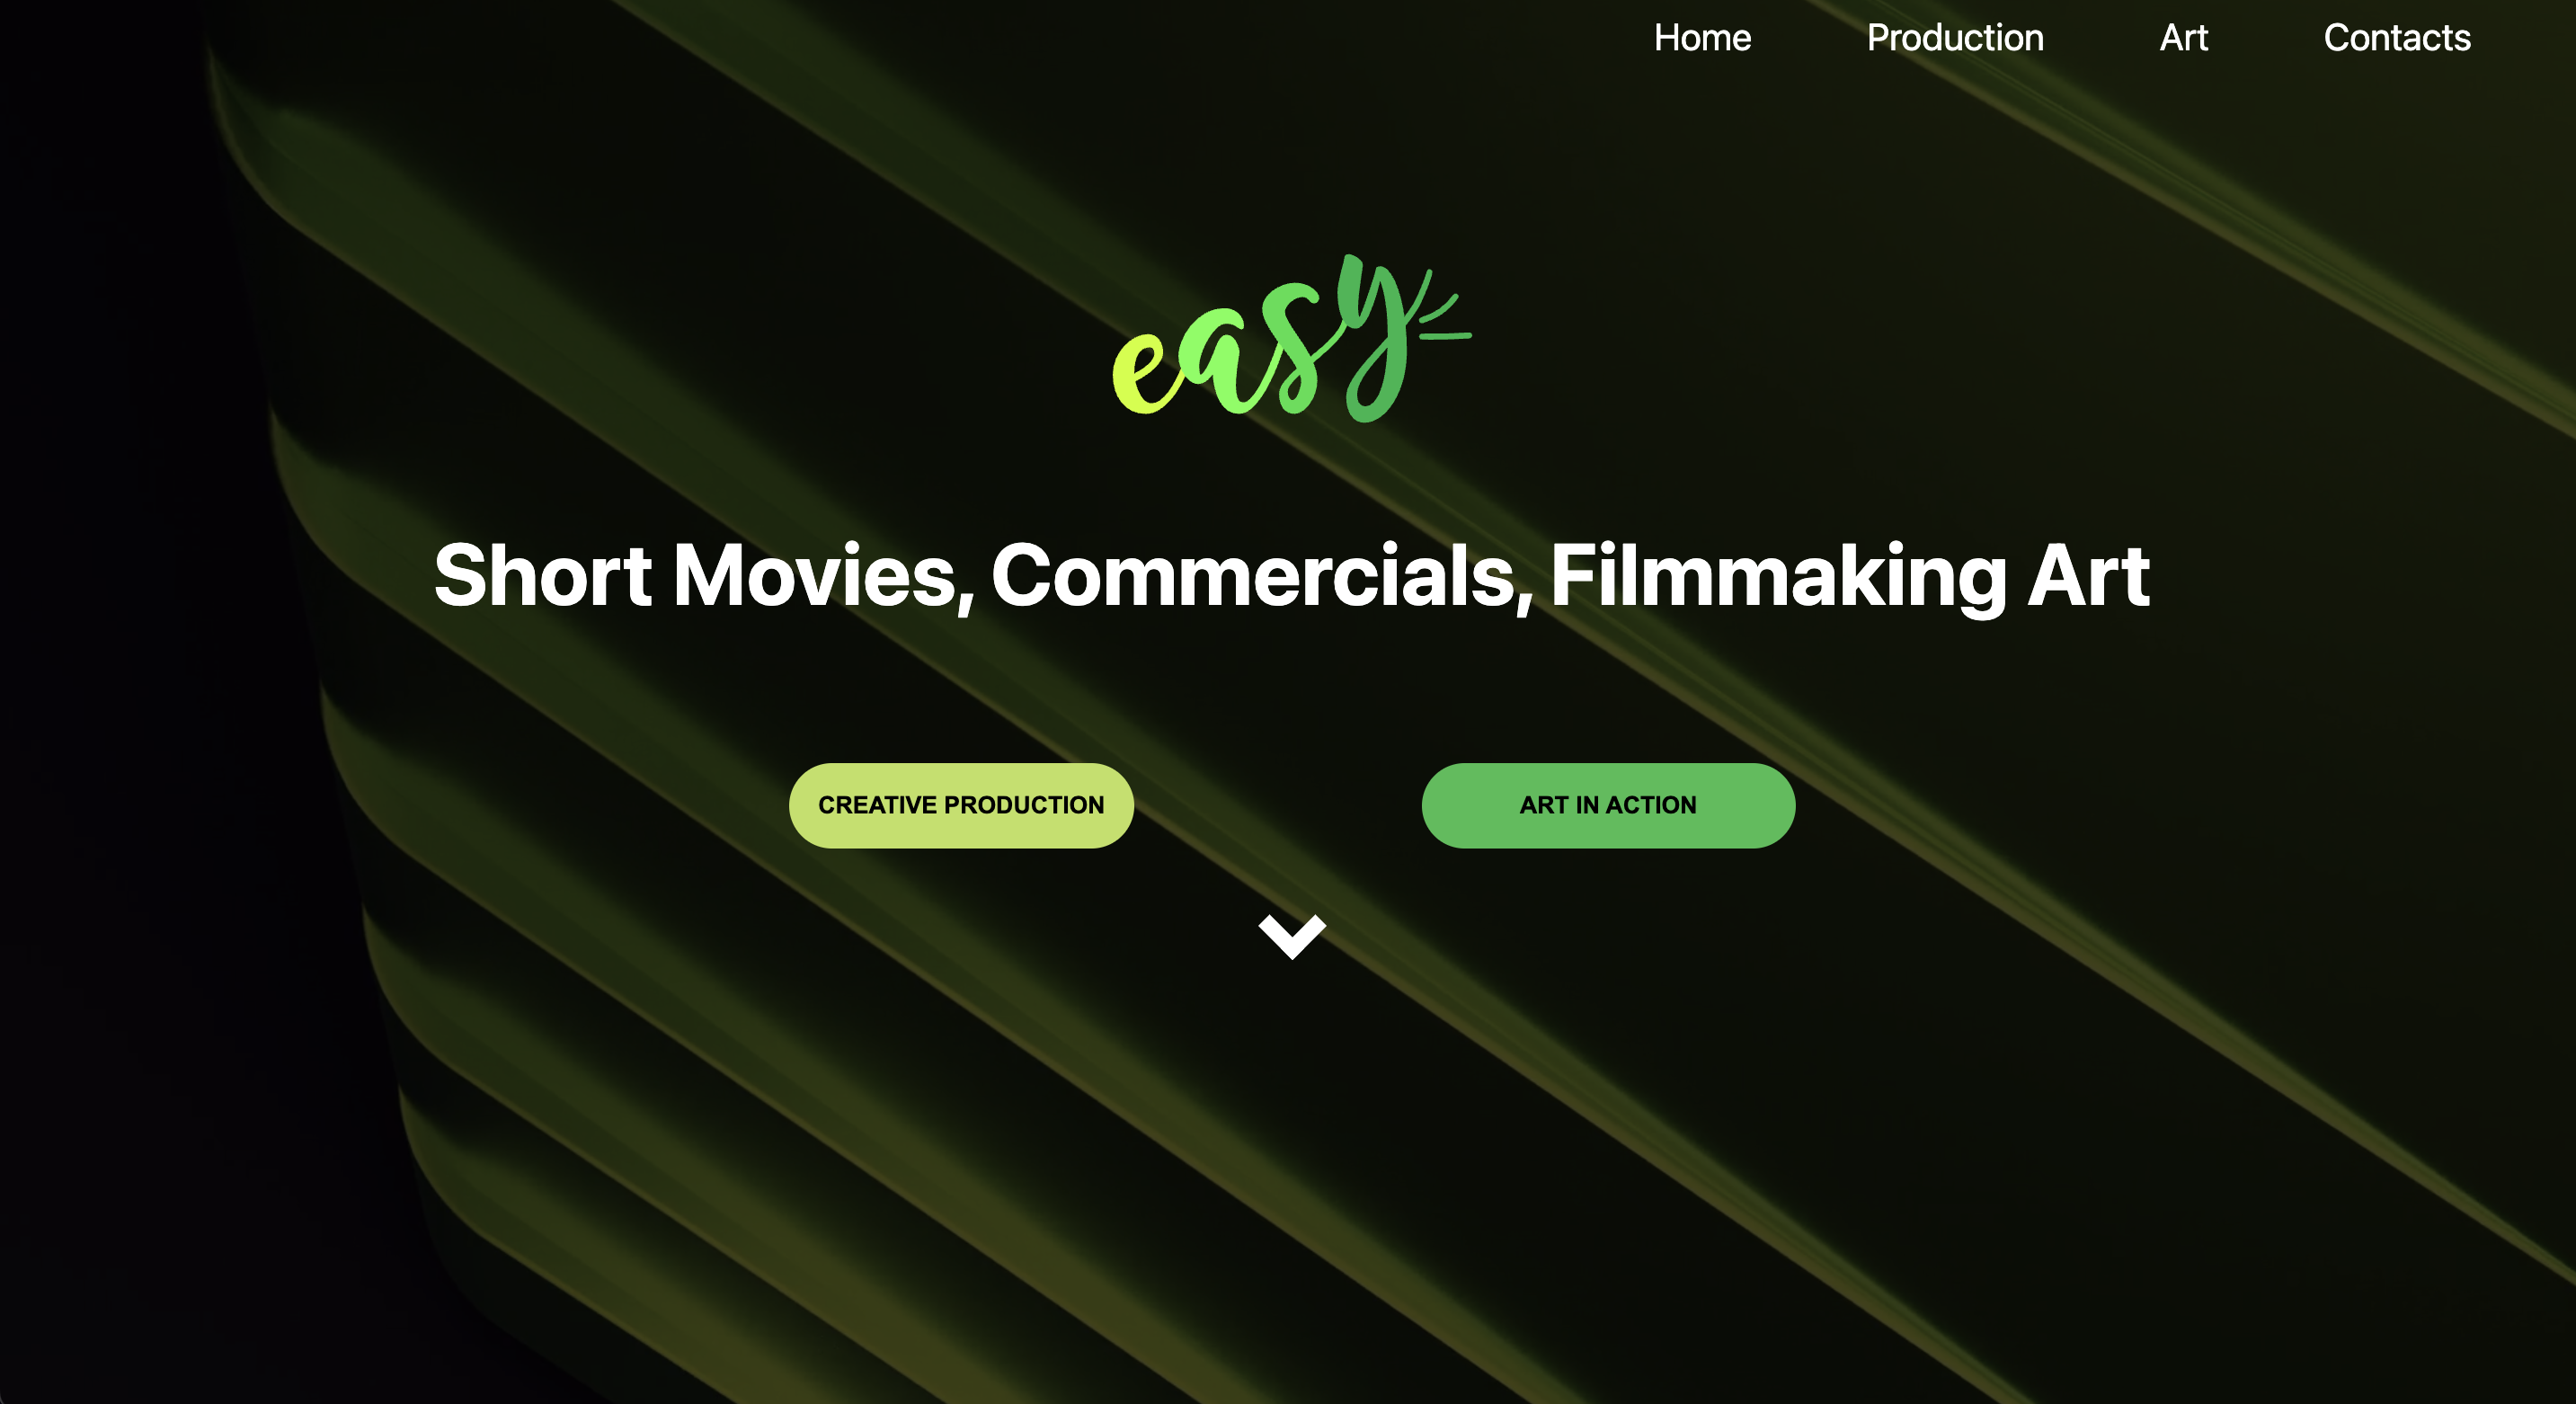 Home Production Art Contacts
easy
Short Movies, Commercials, Filmmaking Art
CREATIVE PRODUCTION
ART IN ACTION